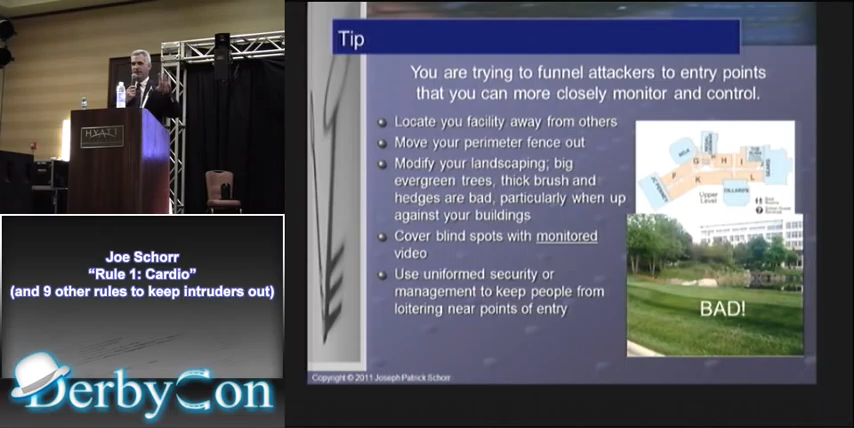 HYATT
Joe Schorr
“Rule 1: Cardio”
(and 9 other rules to keep intruders out)
DerbyCon
Tip
You are trying to funnel attackers to entry points
that you can more closely monitor and control.
Locate you facility away from others
Move your perimeter fence out
Modify your landscaping; big
evergreen trees, thick brush and
hedges are bad, particularly when up
against your buildings
Cover blind spots with monitored
video
Use uniformed security or
management to keep people from
loitering near points of entry
JCPENNEY
F
G
H
I
K
L
SEARS
DILLARD'S
Upper
Level
BAD!
Copyright © 2011 Joseph Patrick Schorr